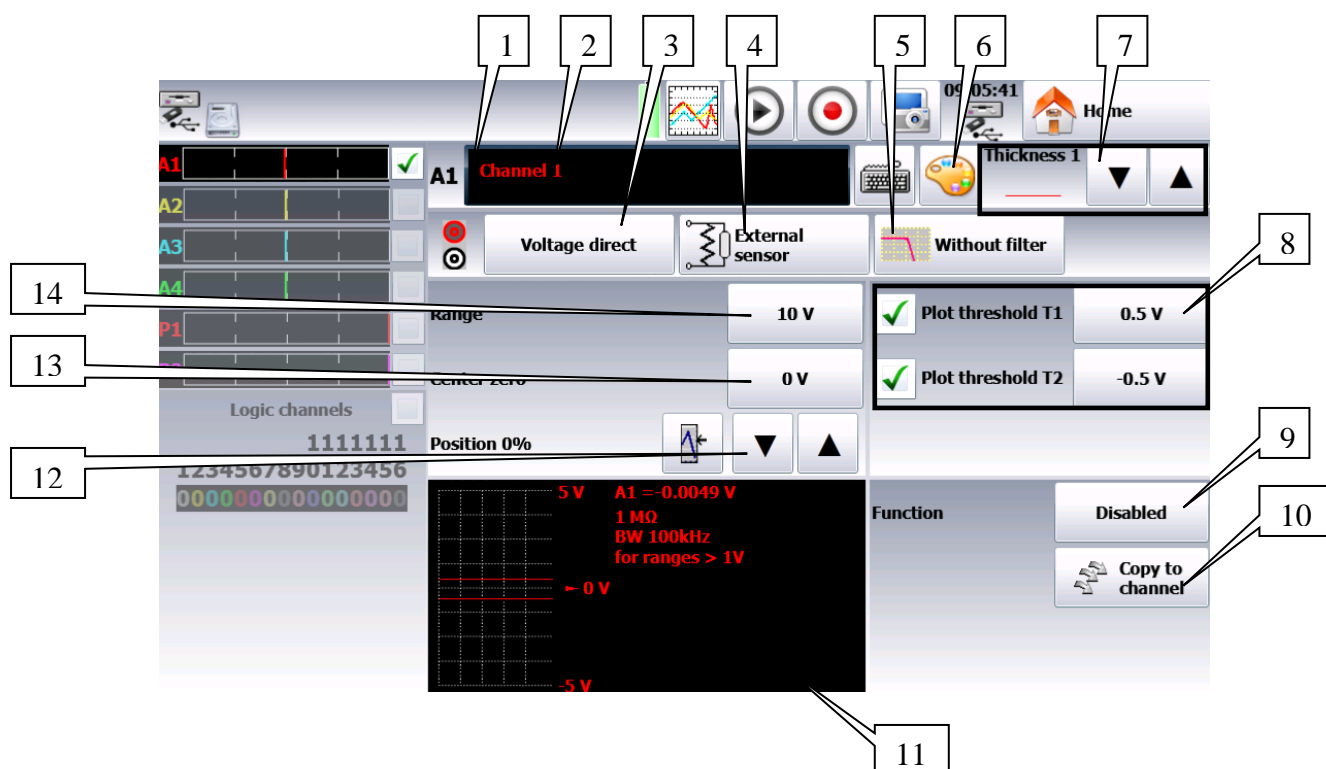 1 2 3 4 5 6 7
09:05:41
Home
A1
A1 Channel 1
Thickness 1
A2
A3
Voltage direct
External
sensor
Without filter
8
A4
14
Range
10 V
Plot threshold T1
0.5 V
P1
13
Center zero
0 V
Plot threshold T2
-0.5 V
Logic channels
1111111
Position 0%
9
12
1234567890123456
0000000000000000
5 V
A1 =-0.0049 V
1 MΩ
BW 100kHz
for ranges > 1V
0 V
-5 V
Function
Disabled
10
Copy to
channel
11